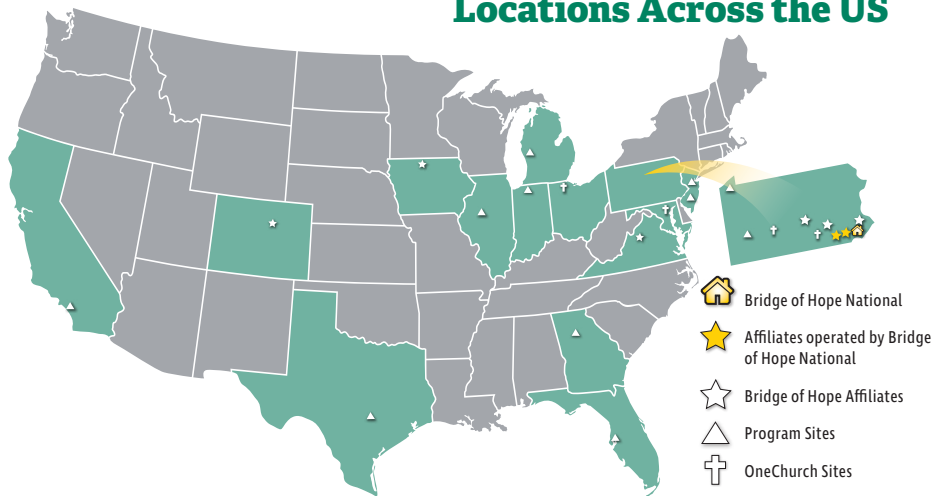 Locations Across the US
Bridge of Hope National
Affiliates operated by Bridge
of Hope National
Bridge of Hope Affiliates
Program Sites
OneChurch Sites